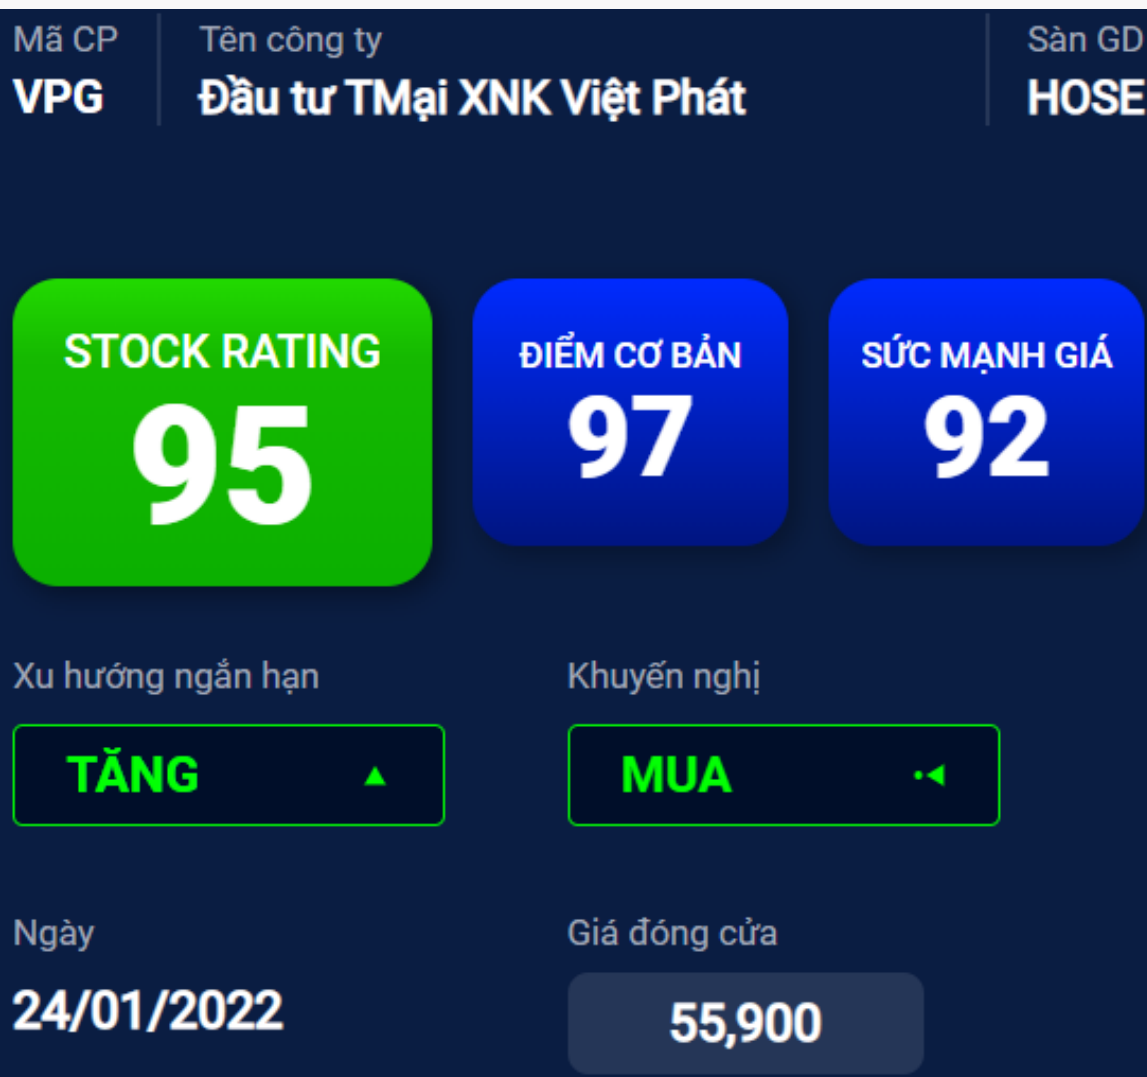 Mã CP Tên công ty Sàn GD
VPG Đầu tư TMại XNK Việt Phát HOSE
STOCK RATING ĐIỂM CƠ BẢN SỨC MẠNH GIÁ
95 97 92
Xu hướng ngắn hạn Khuyến nghị
TĂNG MUA
Ngày Giá đóng cửa
24/01/2022 55,900